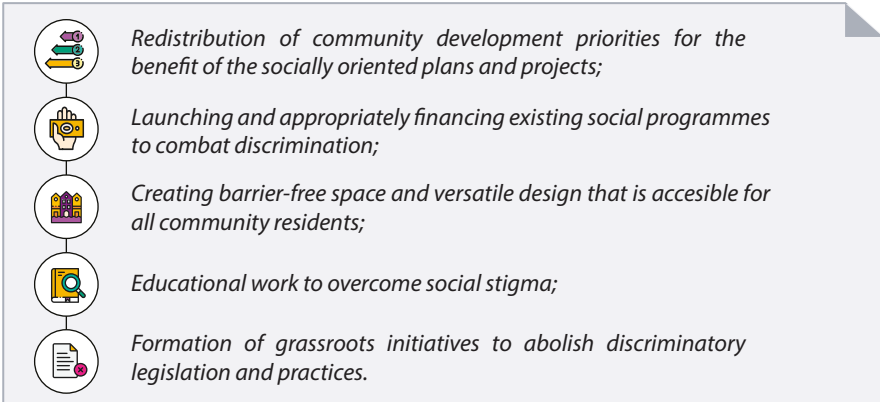 Redistribution of community development priorities for the
benefit of the socially oriented plans and projects;
Launching and appropriately financing existing social programmes
to combat discrimination;
Creating barrier-free space and versatile design that is accesible for
all community residents;
Educational work to overcome social stigma;
Formation of grassroots initiatives to abolish discriminatory
legislation and practices.